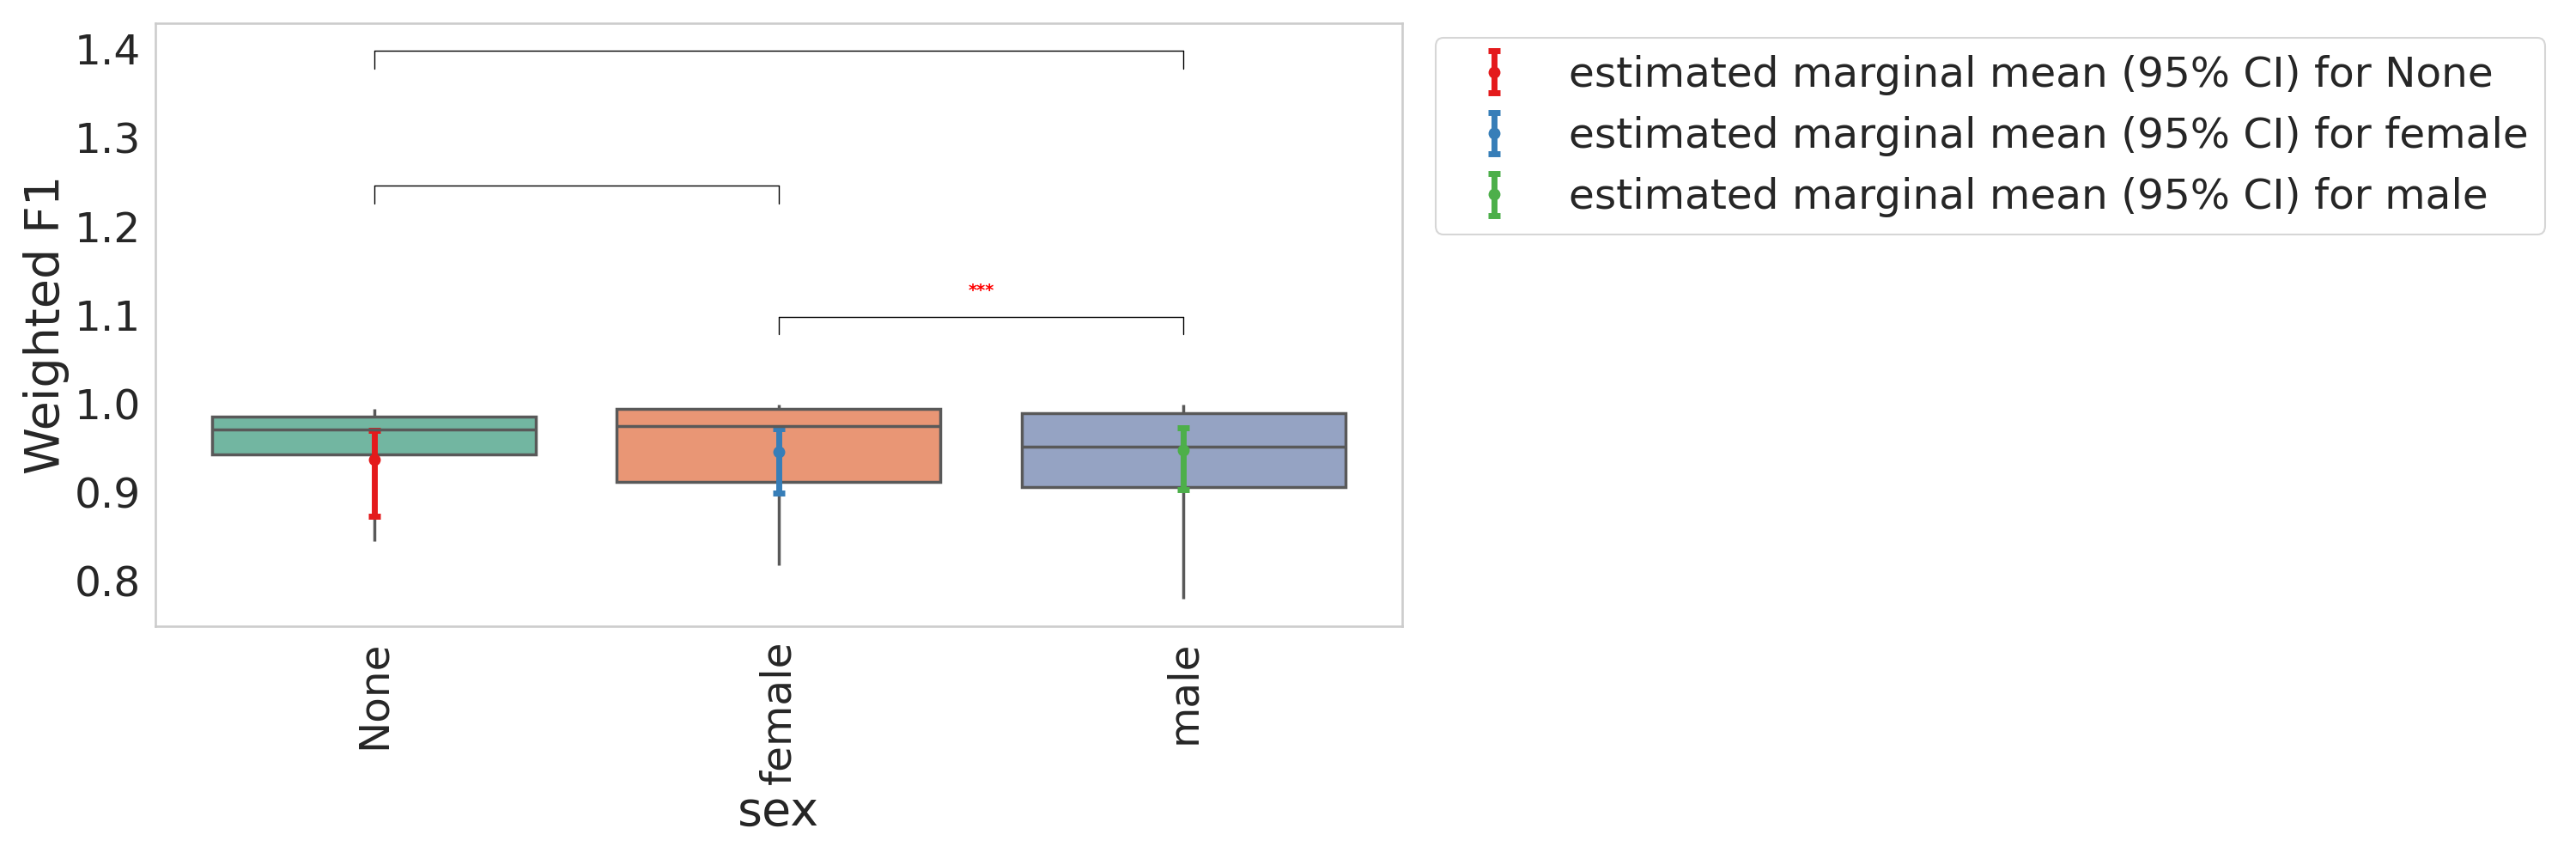 1.4
1.3
1.2
1.1
1.0
0.9
0.8
Weighted F1
***
None
female
male
sex
estimated marginal mean (95% CI) for None
estimated marginal mean (95% CI) for female
estimated marginal mean (95% CI) for male